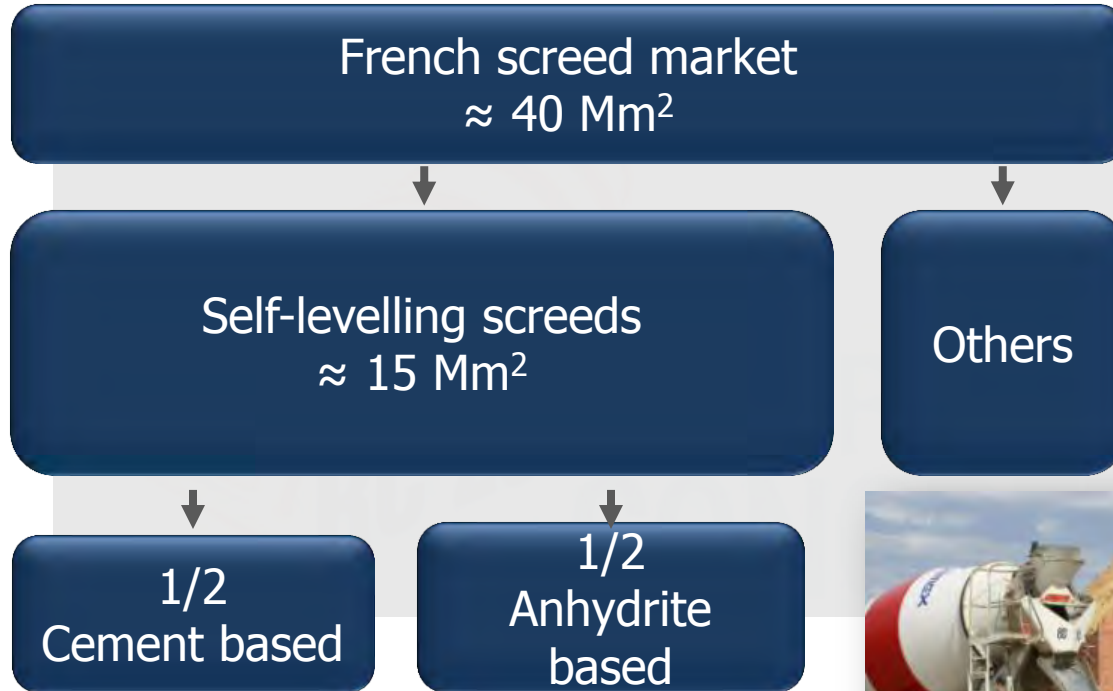 French screed market
≈ 40 Mm²
Self-levelling screeds
≈ 15 Mm²
Others
1/2
Cement based
1/2
Anhydrite
based